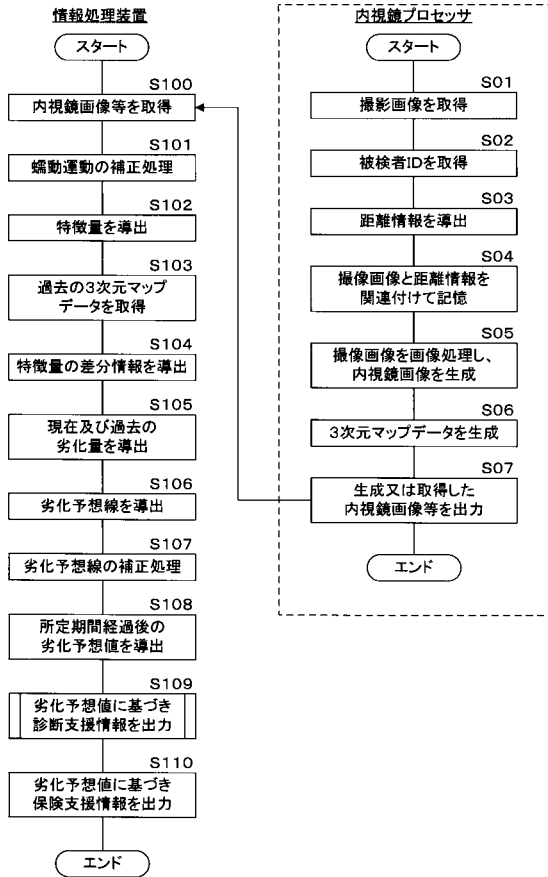 情報処理装置
スタート
S100
内視鏡画像等を取得
S101
蠕動運動の補正処理
S102
特徴量を導出
S103
過去の3次元マップ
データを取得
S104
特徴量の差分情報を導出
S105
現在及び過去の
劣化量を導出
S106
劣化予想線を導出
S107
劣化予想線の補正処理
S108
所定期間経過後の
劣化予想値を導出
S109
劣化予想値に基づき
診断支援情報を出力
S110
劣化予想値に基づき
保険支援情報を出力
エンド
内視鏡プロセッサ
スタート
S01
撮影画像を取得
S02
被検者IDを取得
S03
距離情報を導出
S04
撮像画像と距離情報を
関連付けて記憶
S05
撮像画像を画像処理し、
内視鏡画像を生成
S06
3次元マップデータを生成
S07
生成又は取得した
内視鏡画像等を出力
エンド